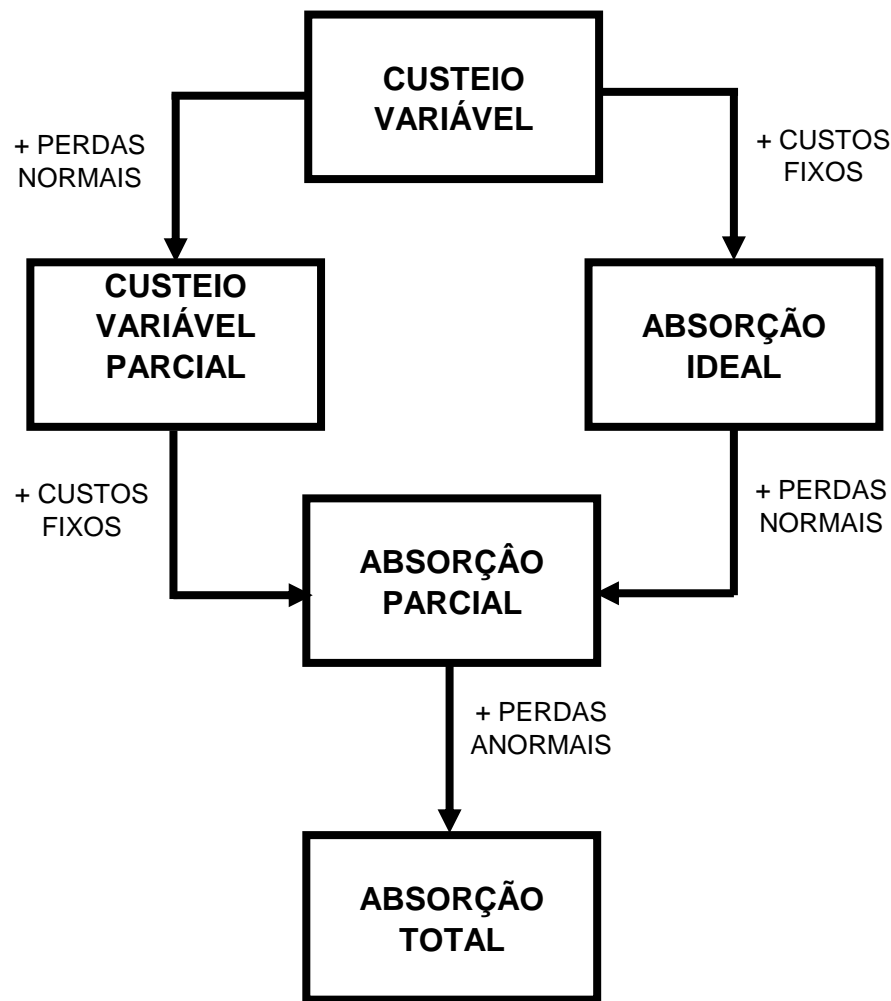 CUSTEIO
VARIÁVEL
+ PERDAS
NORMAIS
+ CUSTOS
FIXOS
CUSTEIO
VARIÁVEL
PARCIAL
ABSORÇÃO
IDEAL
+ CUSTOS
FIXOS
+ PERDAS
NORMAIS
ABSORÇÂO
PARCIAL
+ PERDAS
ANORMAIS
ABSORÇÃO
TOTAL